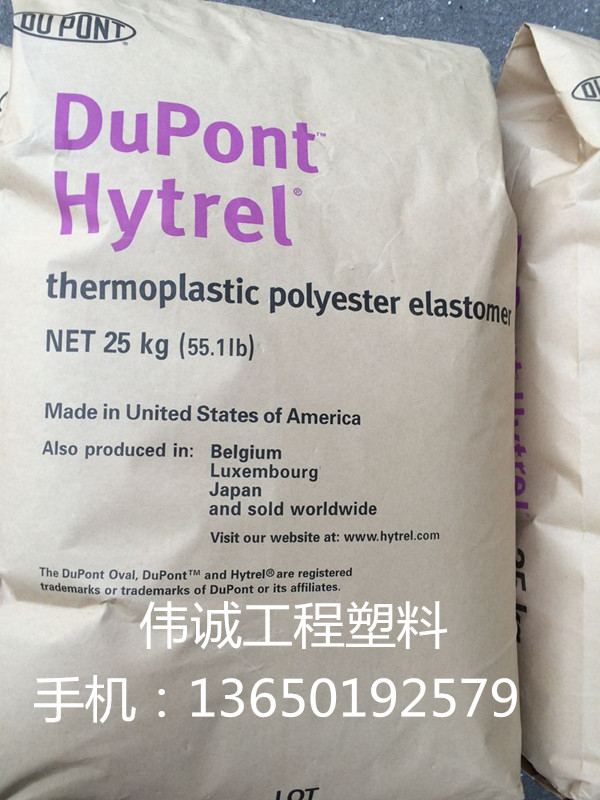 DU PONT
DuPont™
Hytrel®
thermoplastic polyester elastomer
NET 25 kg (55.1lb)
Made in United States of America
Also produced in: Belgium
Luxembourg
Japan
and sold worldwide
Visit our website at: www.hytrel.com
The DuPont Oval, DuPont™ and Hytrel® are registered
trademarks or trademarks of DuPont or its affiliates.
伟诚工程塑料
手机：13650192579
LOT
Hytrel